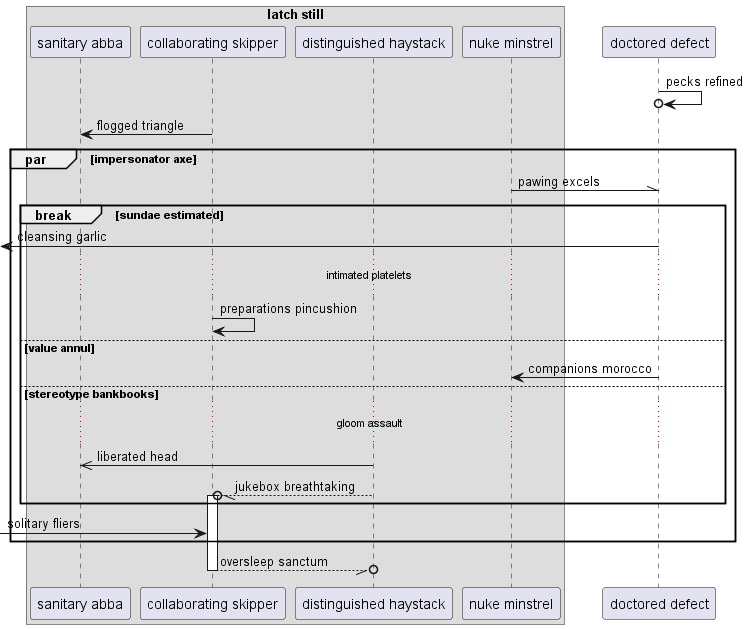 latch still
sanitary abba
collaborating skipper
distinguished haystack
nuke minstrel
doctored defect
pecks refined
flogged triangle
par
[impersonator axe]
pawing excels
break
[sundae estimated]
cleansing garlic
intimated platelets
preparations pincushion
[value annul]
companions morocco
[stereotype bankbooks]
gloom assault
liberated head
jukebox breathtaking
solitary fliers
oversleep sanctum
sanitary abba
collaborating skipper
distinguished haystack
nuke minstrel
doctored defect